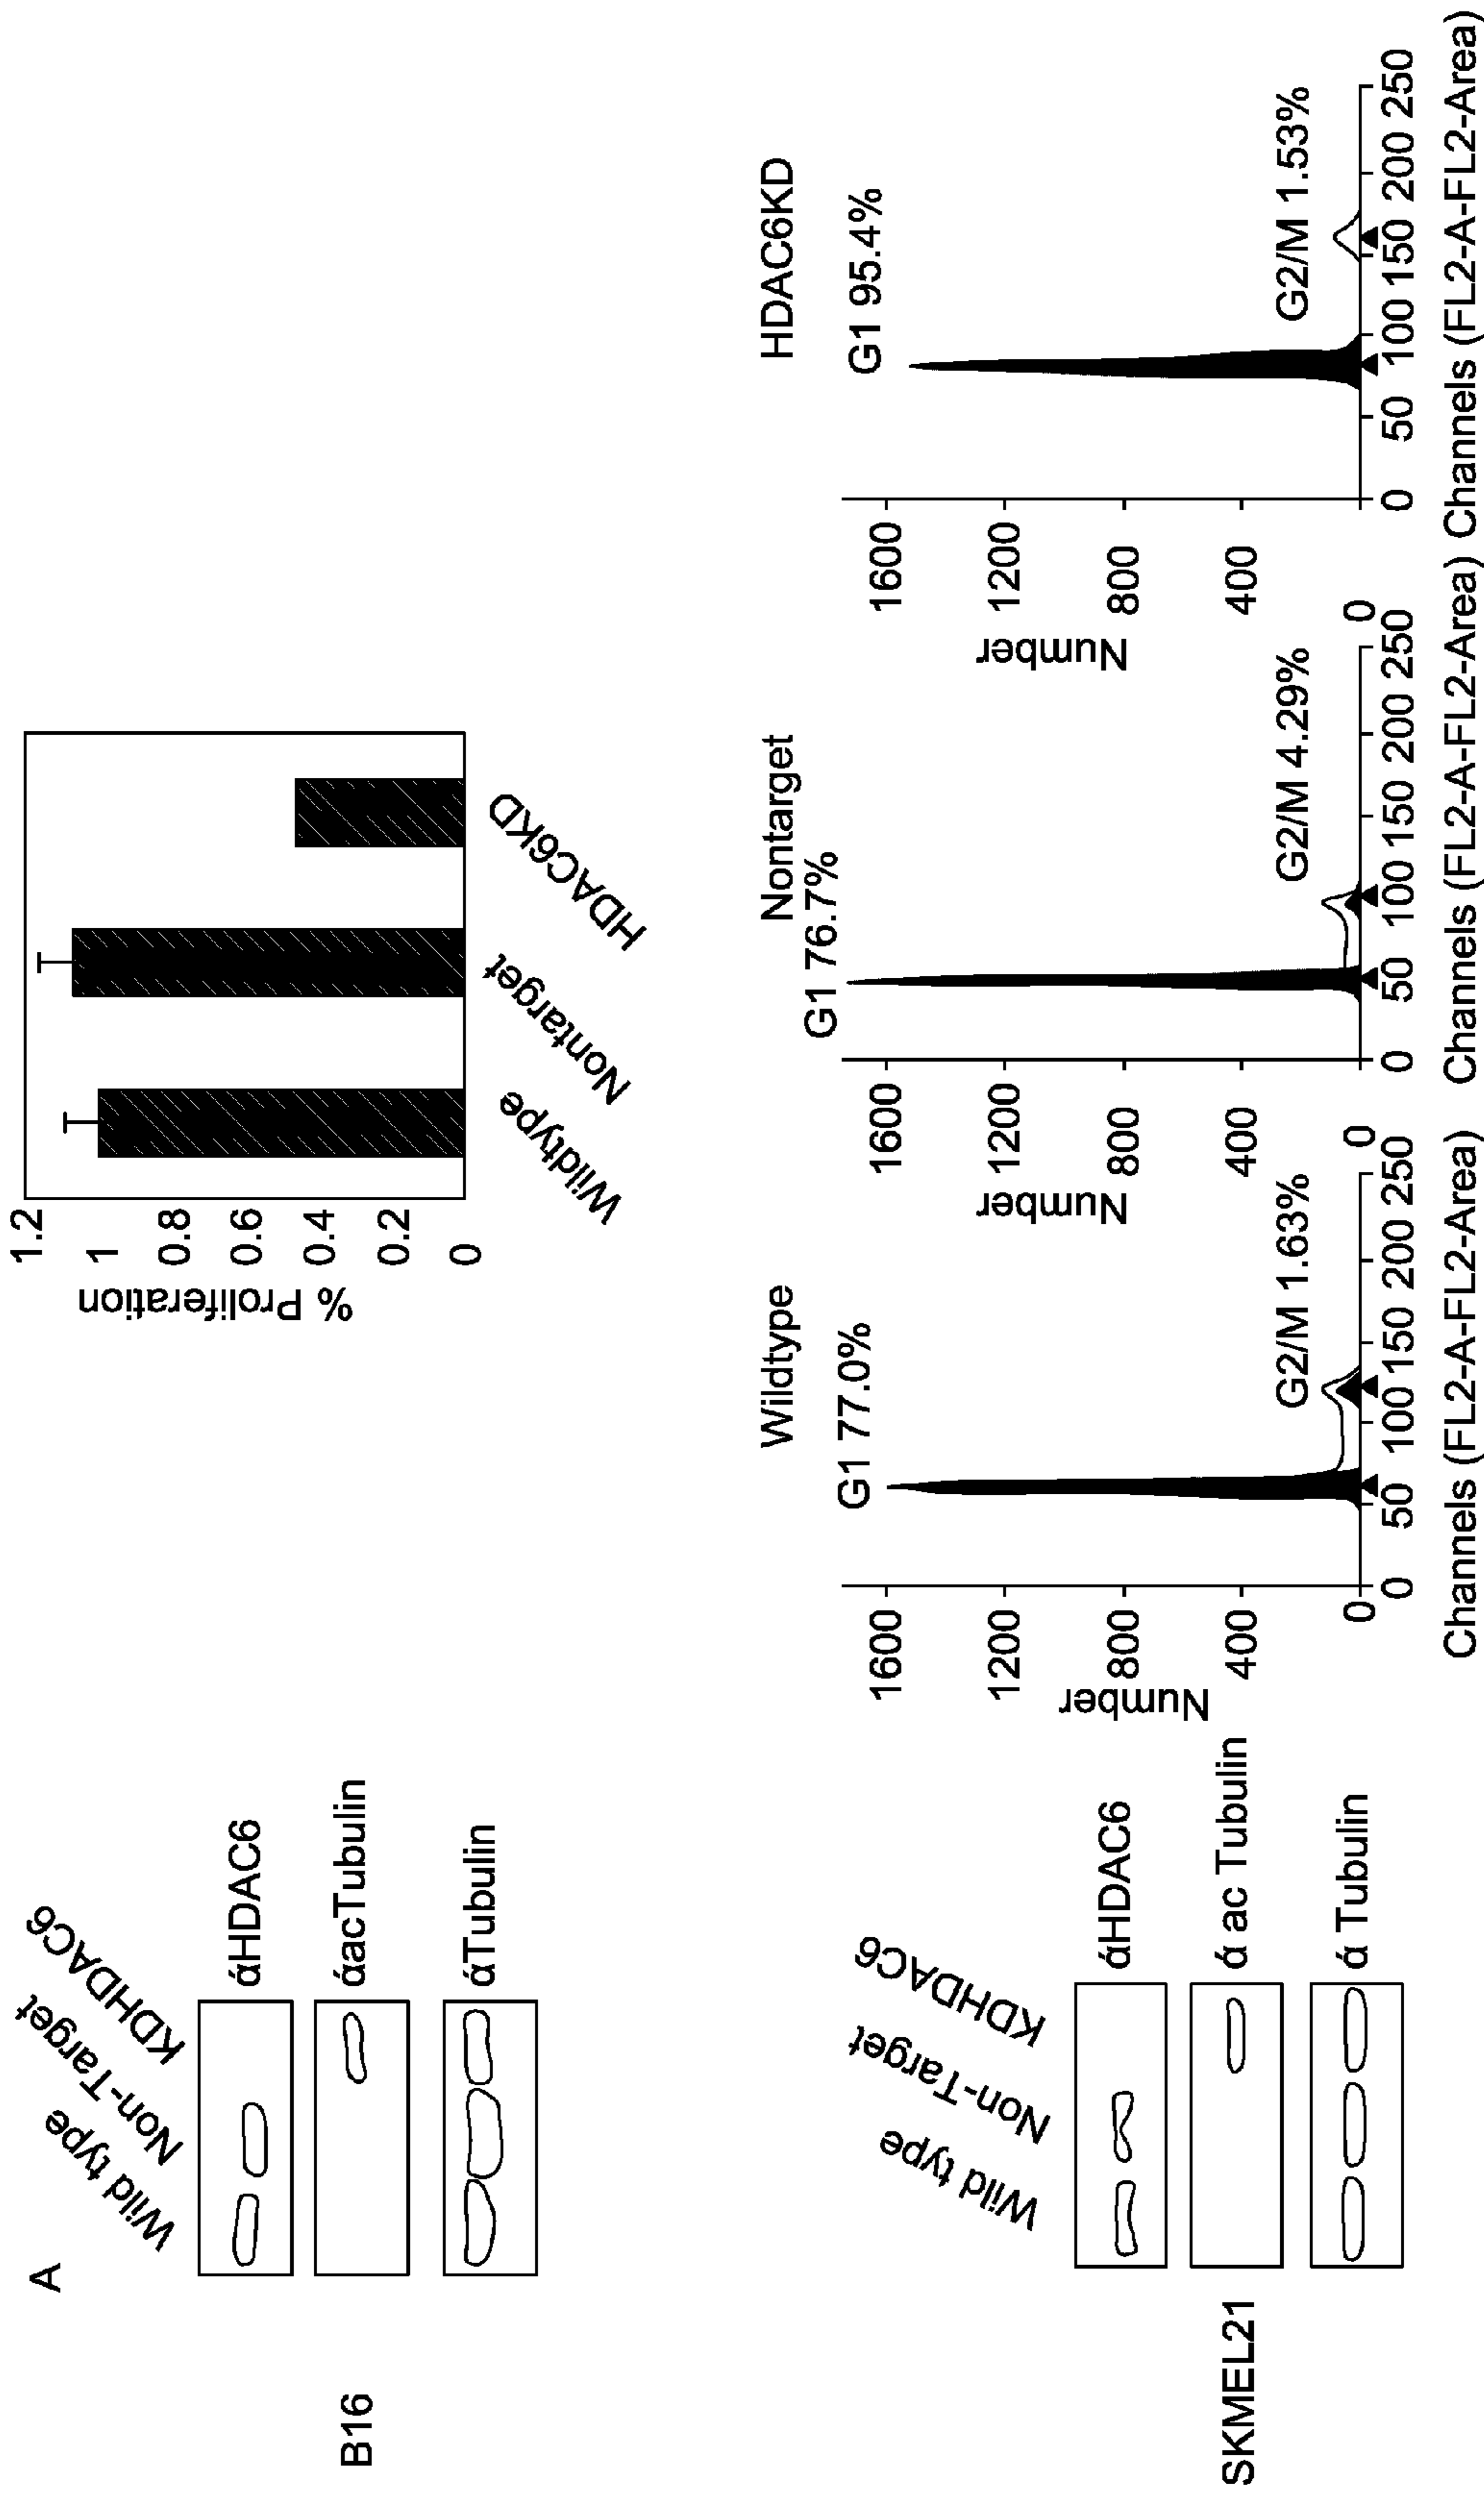 A
Wild type
Non-Target
KDHDAC6
B16
άHDAC6
άacTubulin
άTubulin
% Proliferation
1.2
1
0.8
0.6
0.4
0.2
0
Wildtype
Nontarget
HDAC6KD
Wild type
Non-Target
KDHDAC6
SKMEL21
άHDAC6
ά ac Tubulin
ά Tubulin
Wildtype
G1 77.0%
G2/M 1.63%
Number
1600
1200
800
400
0
0 50 100 150 200 250
Channels (FL2-A-FL2-Area)
Nontarget
G1 76.7%
G2/M 4.29%
Number
1600
1200
800
400
0
0 50 100 150 200 250
Channels (FL2-A-FL2-Area)
HDAC6KD
G1 95.4%
G2/M 1.53%
Number
1600
1200
800
400
0
0 50 100 150 200 250
Channels (FL2-A-FL2-Area)